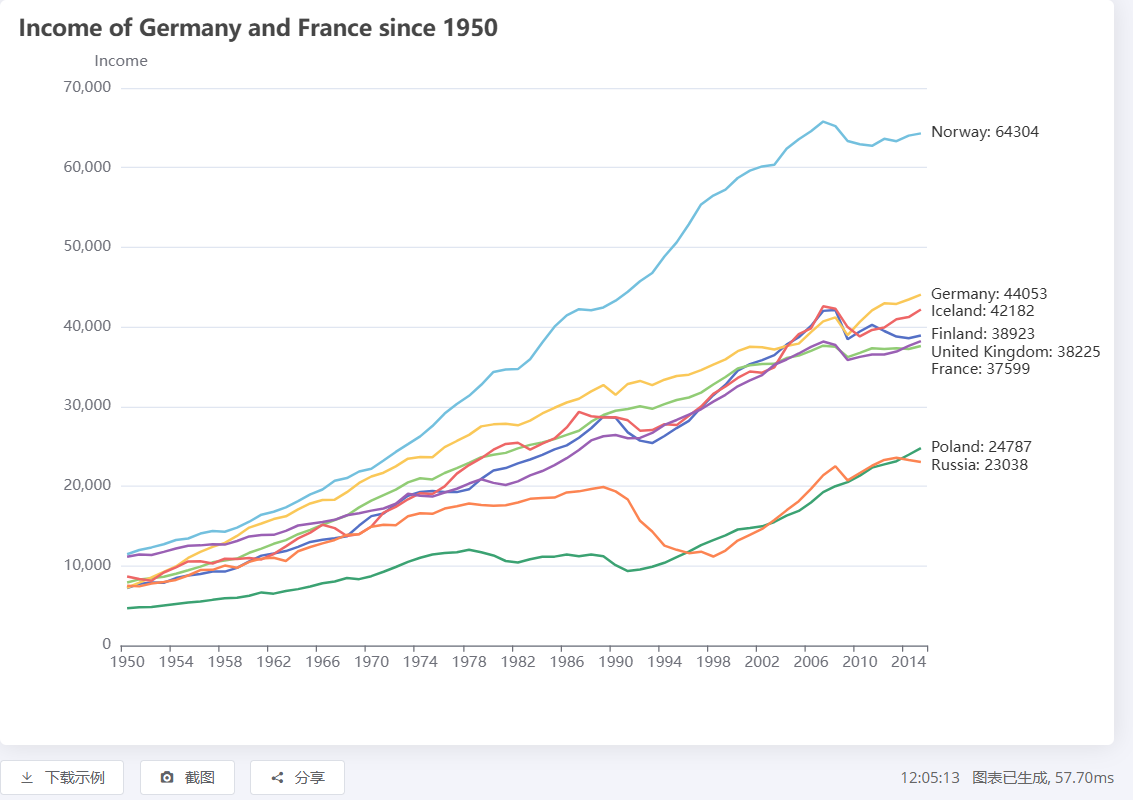 Income of Germany and France since 1950
Income
70,000
60,000
50,000
40,000
30,000
20,000
10,000
0
1950 1954 1958 1962 1966 1970 1974 1978 1982 1986 1990 1994 1998 2002 2006 2010 2014
Norway: 64304
Germany: 44053
Iceland: 42182
Finland: 38923
United Kingdom: 38225
France: 37599
Poland: 24787
Russia: 23038
下载示例 截图 分享 12:05:13 图表已生成, 57.70ms